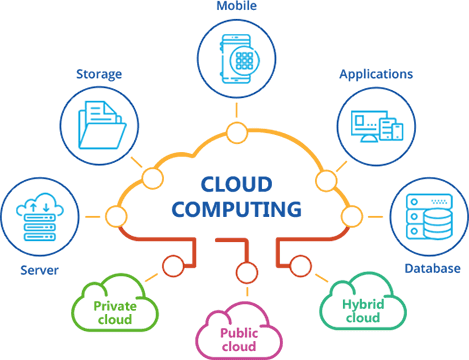 Mobile
Storage
Applications
CLOUD
COMPUTING
Server
Database
Private
cloud
Public
cloud
Hybrid
cloud